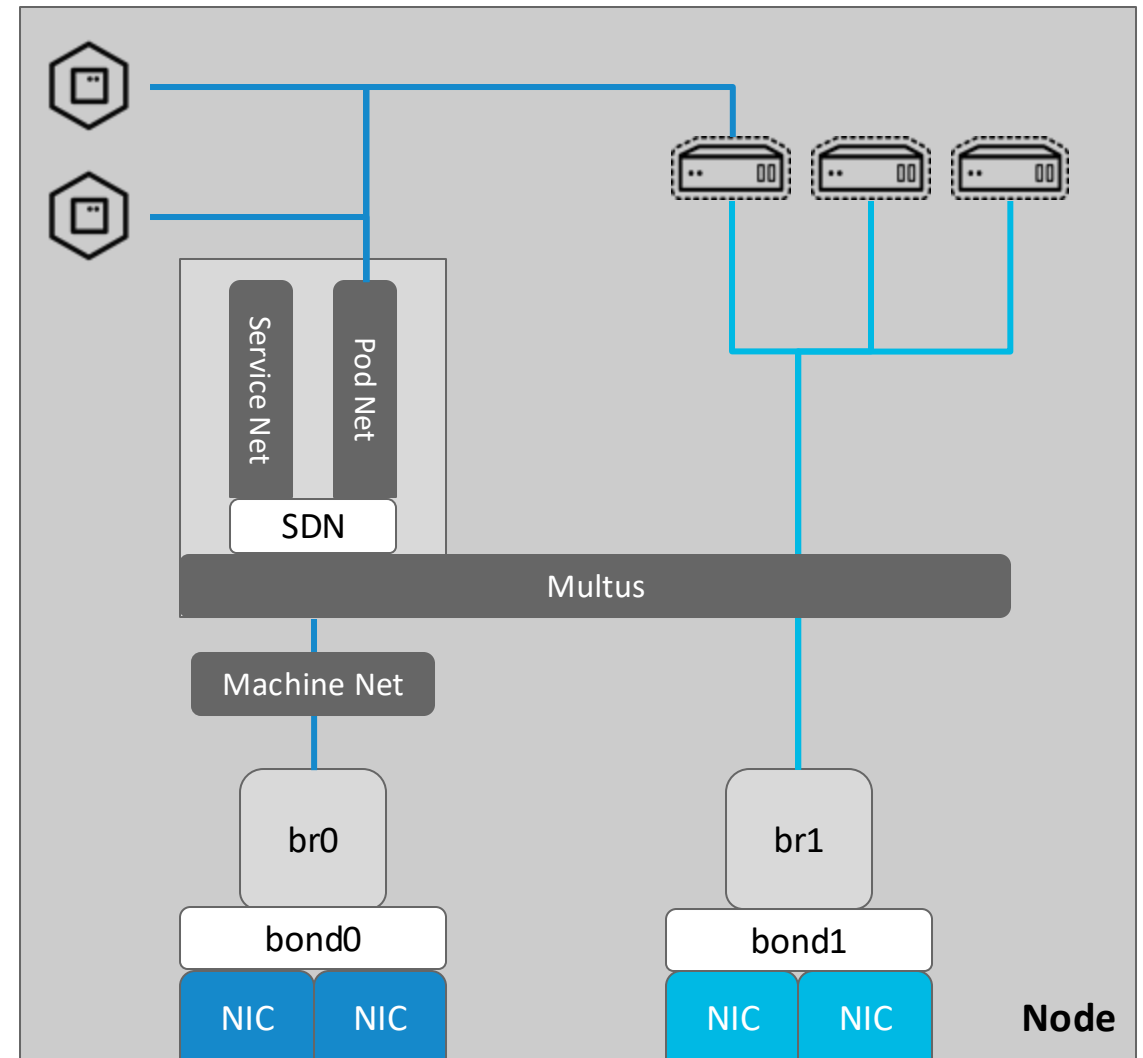 Service Net
Pod Net
SDN
Multus
Machine Net
br0
br1
bond0
bond1
NIC
NIC
NIC
NIC
Node